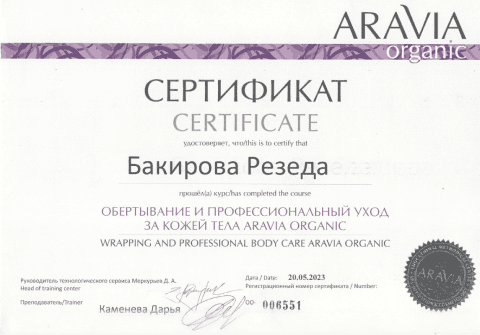 ARAVIA
organic
СЕРТИФИКАТ
CERTIFICATE
удостоверяет, что/this is to certify that
Бакирова Резеда
прошёл(а) курс/has completed the course
ОБЕРТЫВАНИЕ И ПРОФЕССИОНАЛЬНЫЙ УХОД
ЗА КОЖЕЙ ТЕЛА ARAVIA ORGANIC
WRAPPING AND PROFESSIONAL BODY CARE ARAVIA ORGANIC
Руководитель технологического сервиса Меркурьев Д. А.
Head of training center
Преподаватель/Trainer
Каменева Дарья
Дата / Date: 20.05.2023
Регистрационный номер сертификата / Number:
ОО- 006551
ARAVIA